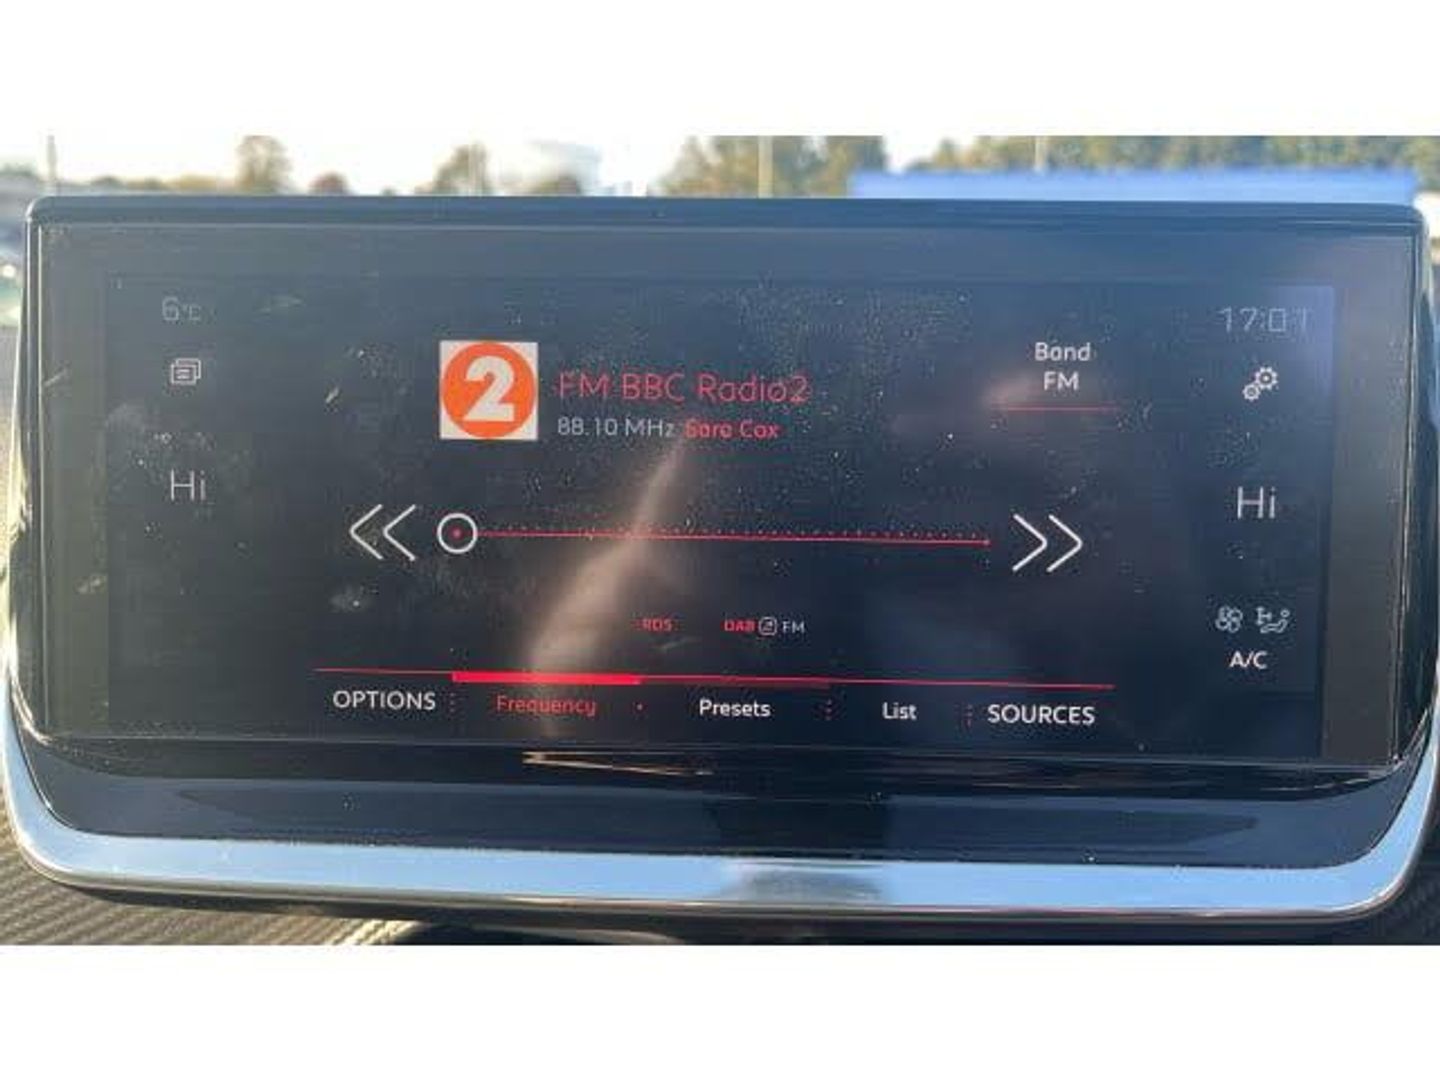 6°C
17:01
2
FM BBC Radio2
88.10 MHz Sara Cox
Band
FM
Hi
Hi
RDS
DAB FM
A/C
OPTIONS
Frequency
Presets
List
SOURCES